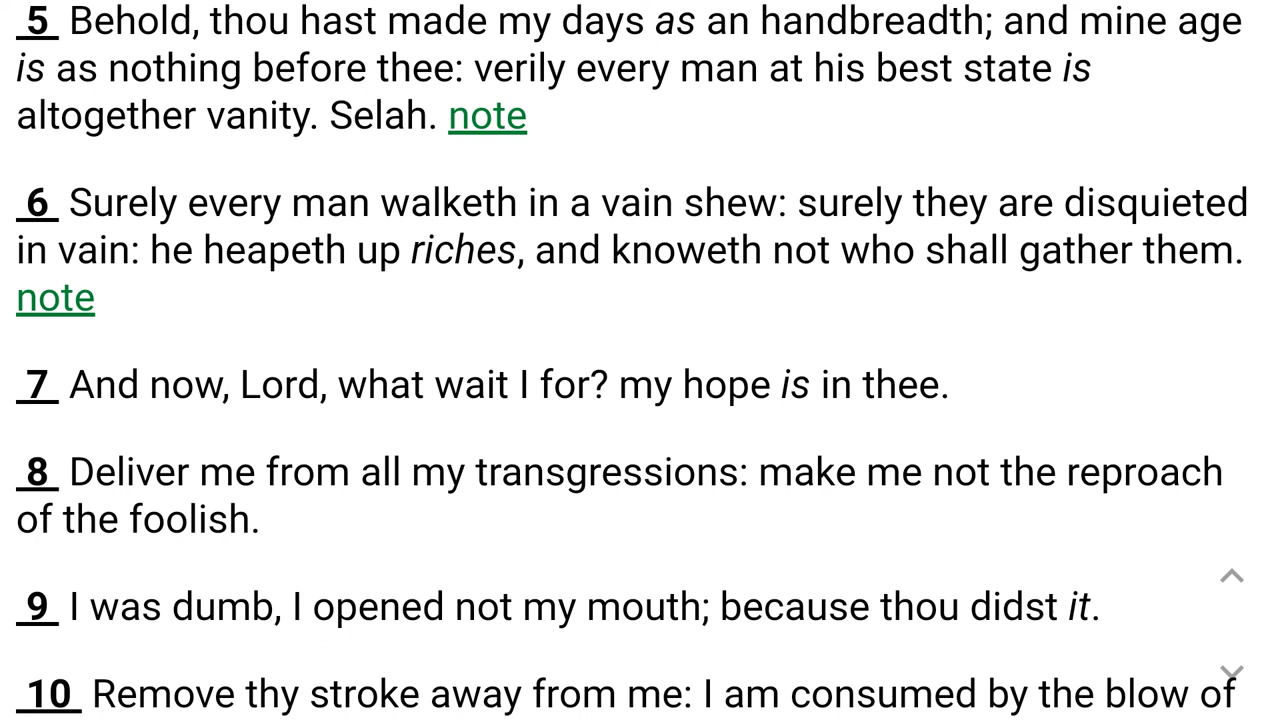 5 Behold, thou hast made my days as an handbreadth; and mine age
is as nothing before thee: verily every man at his best state is
altogether vanity. Selah. note
6 Surely every man walketh in a vain shew: surely they are disquieted
in vain: he heapeth up riches, and knoweth not who shall gather them.
note
7 And now, Lord, what wait I for? my hope is in thee.
8 Deliver me from all my transgressions: make me not the reproach
of the foolish.
9 I was dumb, I opened not my mouth; because thou didst it.
10 Remove thy stroke away from me: I am consumed by the blow of